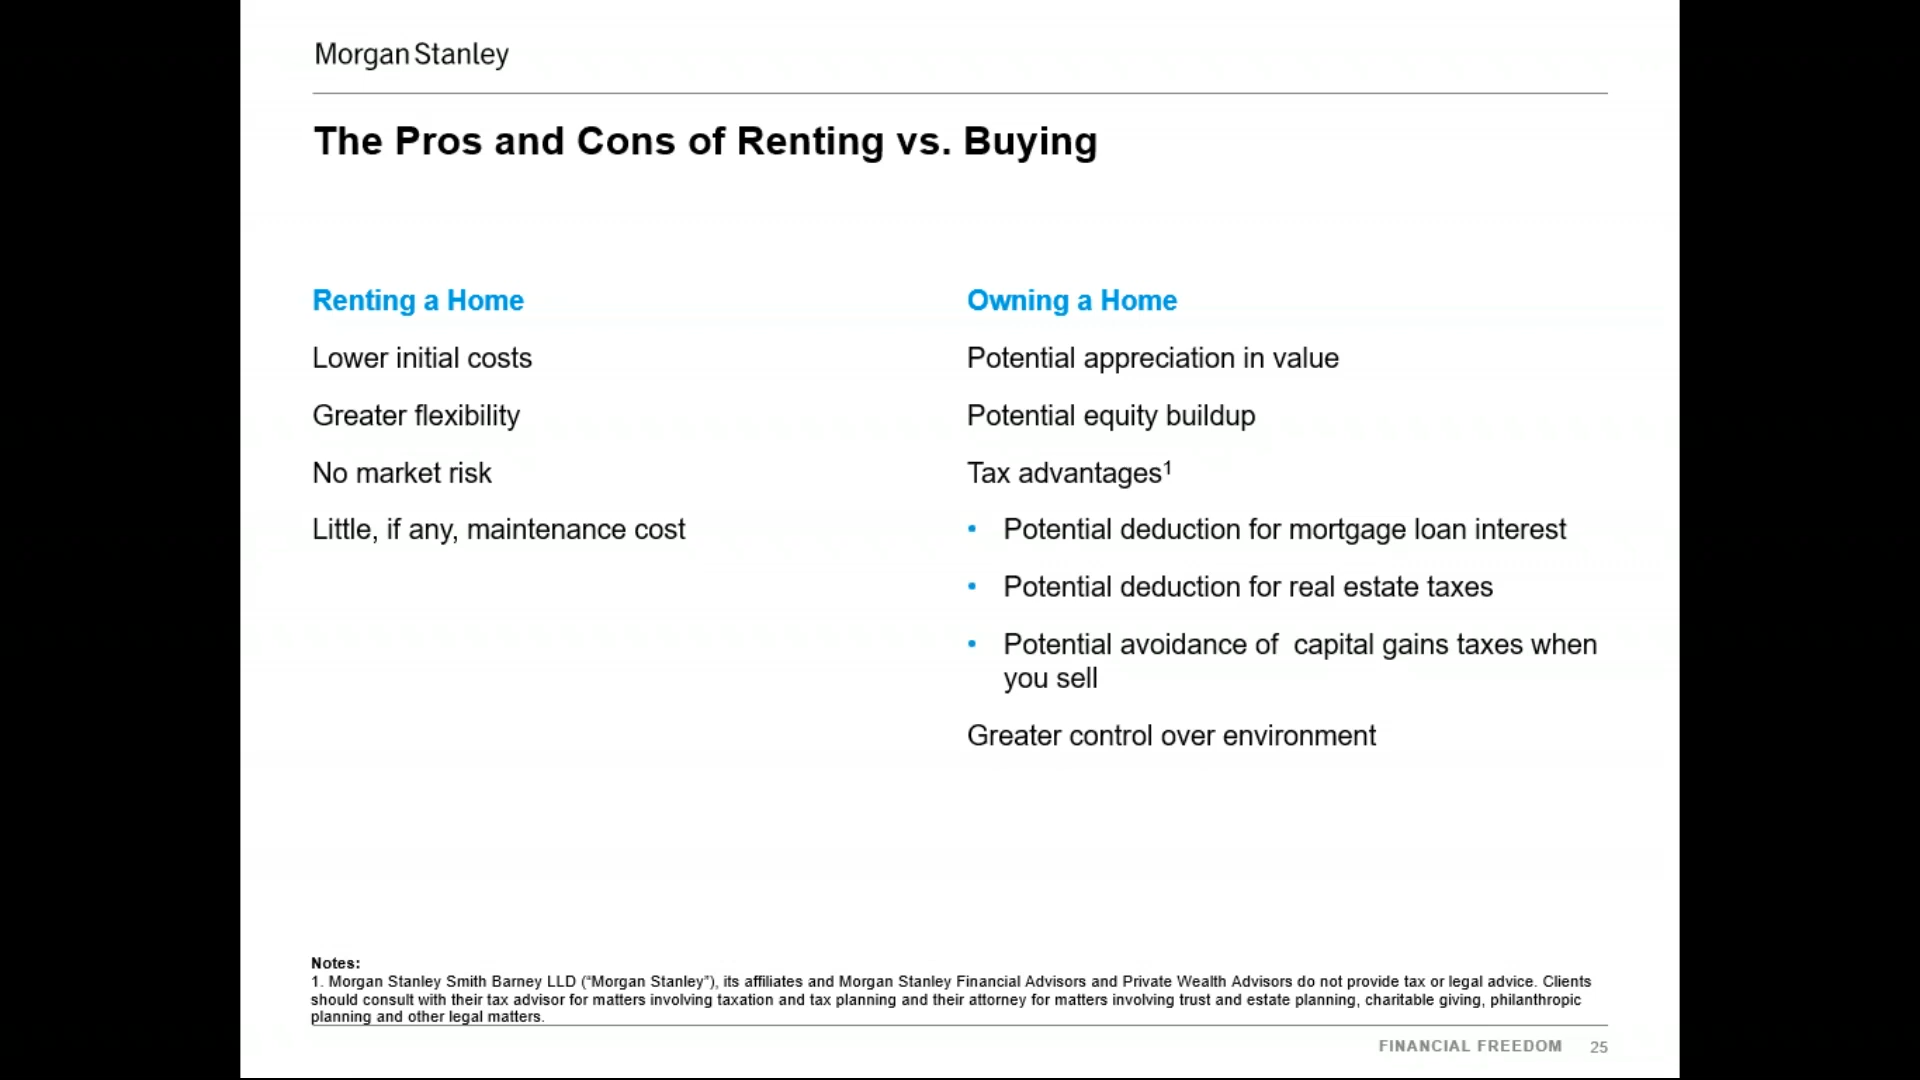 Morgan Stanley
The Pros and Cons of Renting vs. Buying
Renting a Home
Lower initial costs
Greater flexibility
No market risk
Little, if any, maintenance cost
Owning a Home
Potential appreciation in value
Potential equity buildup
Tax advantages¹
• Potential deduction for mortgage loan interest
• Potential deduction for real estate taxes
• Potential avoidance of  capital gains taxes when
you sell
Greater control over environment
Notes:
1. Morgan Stanley Smith Barney LLD (“Morgan Stanley”), its affiliates and Morgan Stanley Financial Advisors and Private Wealth Advisors do not provide tax or legal advice. Clients
should consult with their tax advisor for matters involving taxation and tax planning and their attorney for matters involving trust and estate planning, charitable giving, philanthropic
planning and other legal matters.
FINANCIAL FREEDOM 25